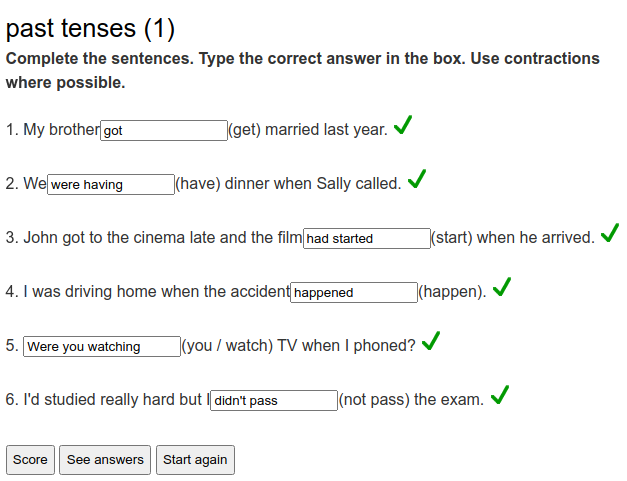 past tenses (1)
Complete the sentences. Type the correct answer in the box. Use contractions
where possible.
1. My brother got (get) married last year.
2. We were having (have) dinner when Sally called.
3. John got to the cinema late and the film had started (start) when he arrived.
4. I was driving home when the accident happened (happen).
5. Were you watching (you / watch) TV when I phoned?
6. I'd studied really hard but I didn't pass (not pass) the exam.
Score See answers Start again